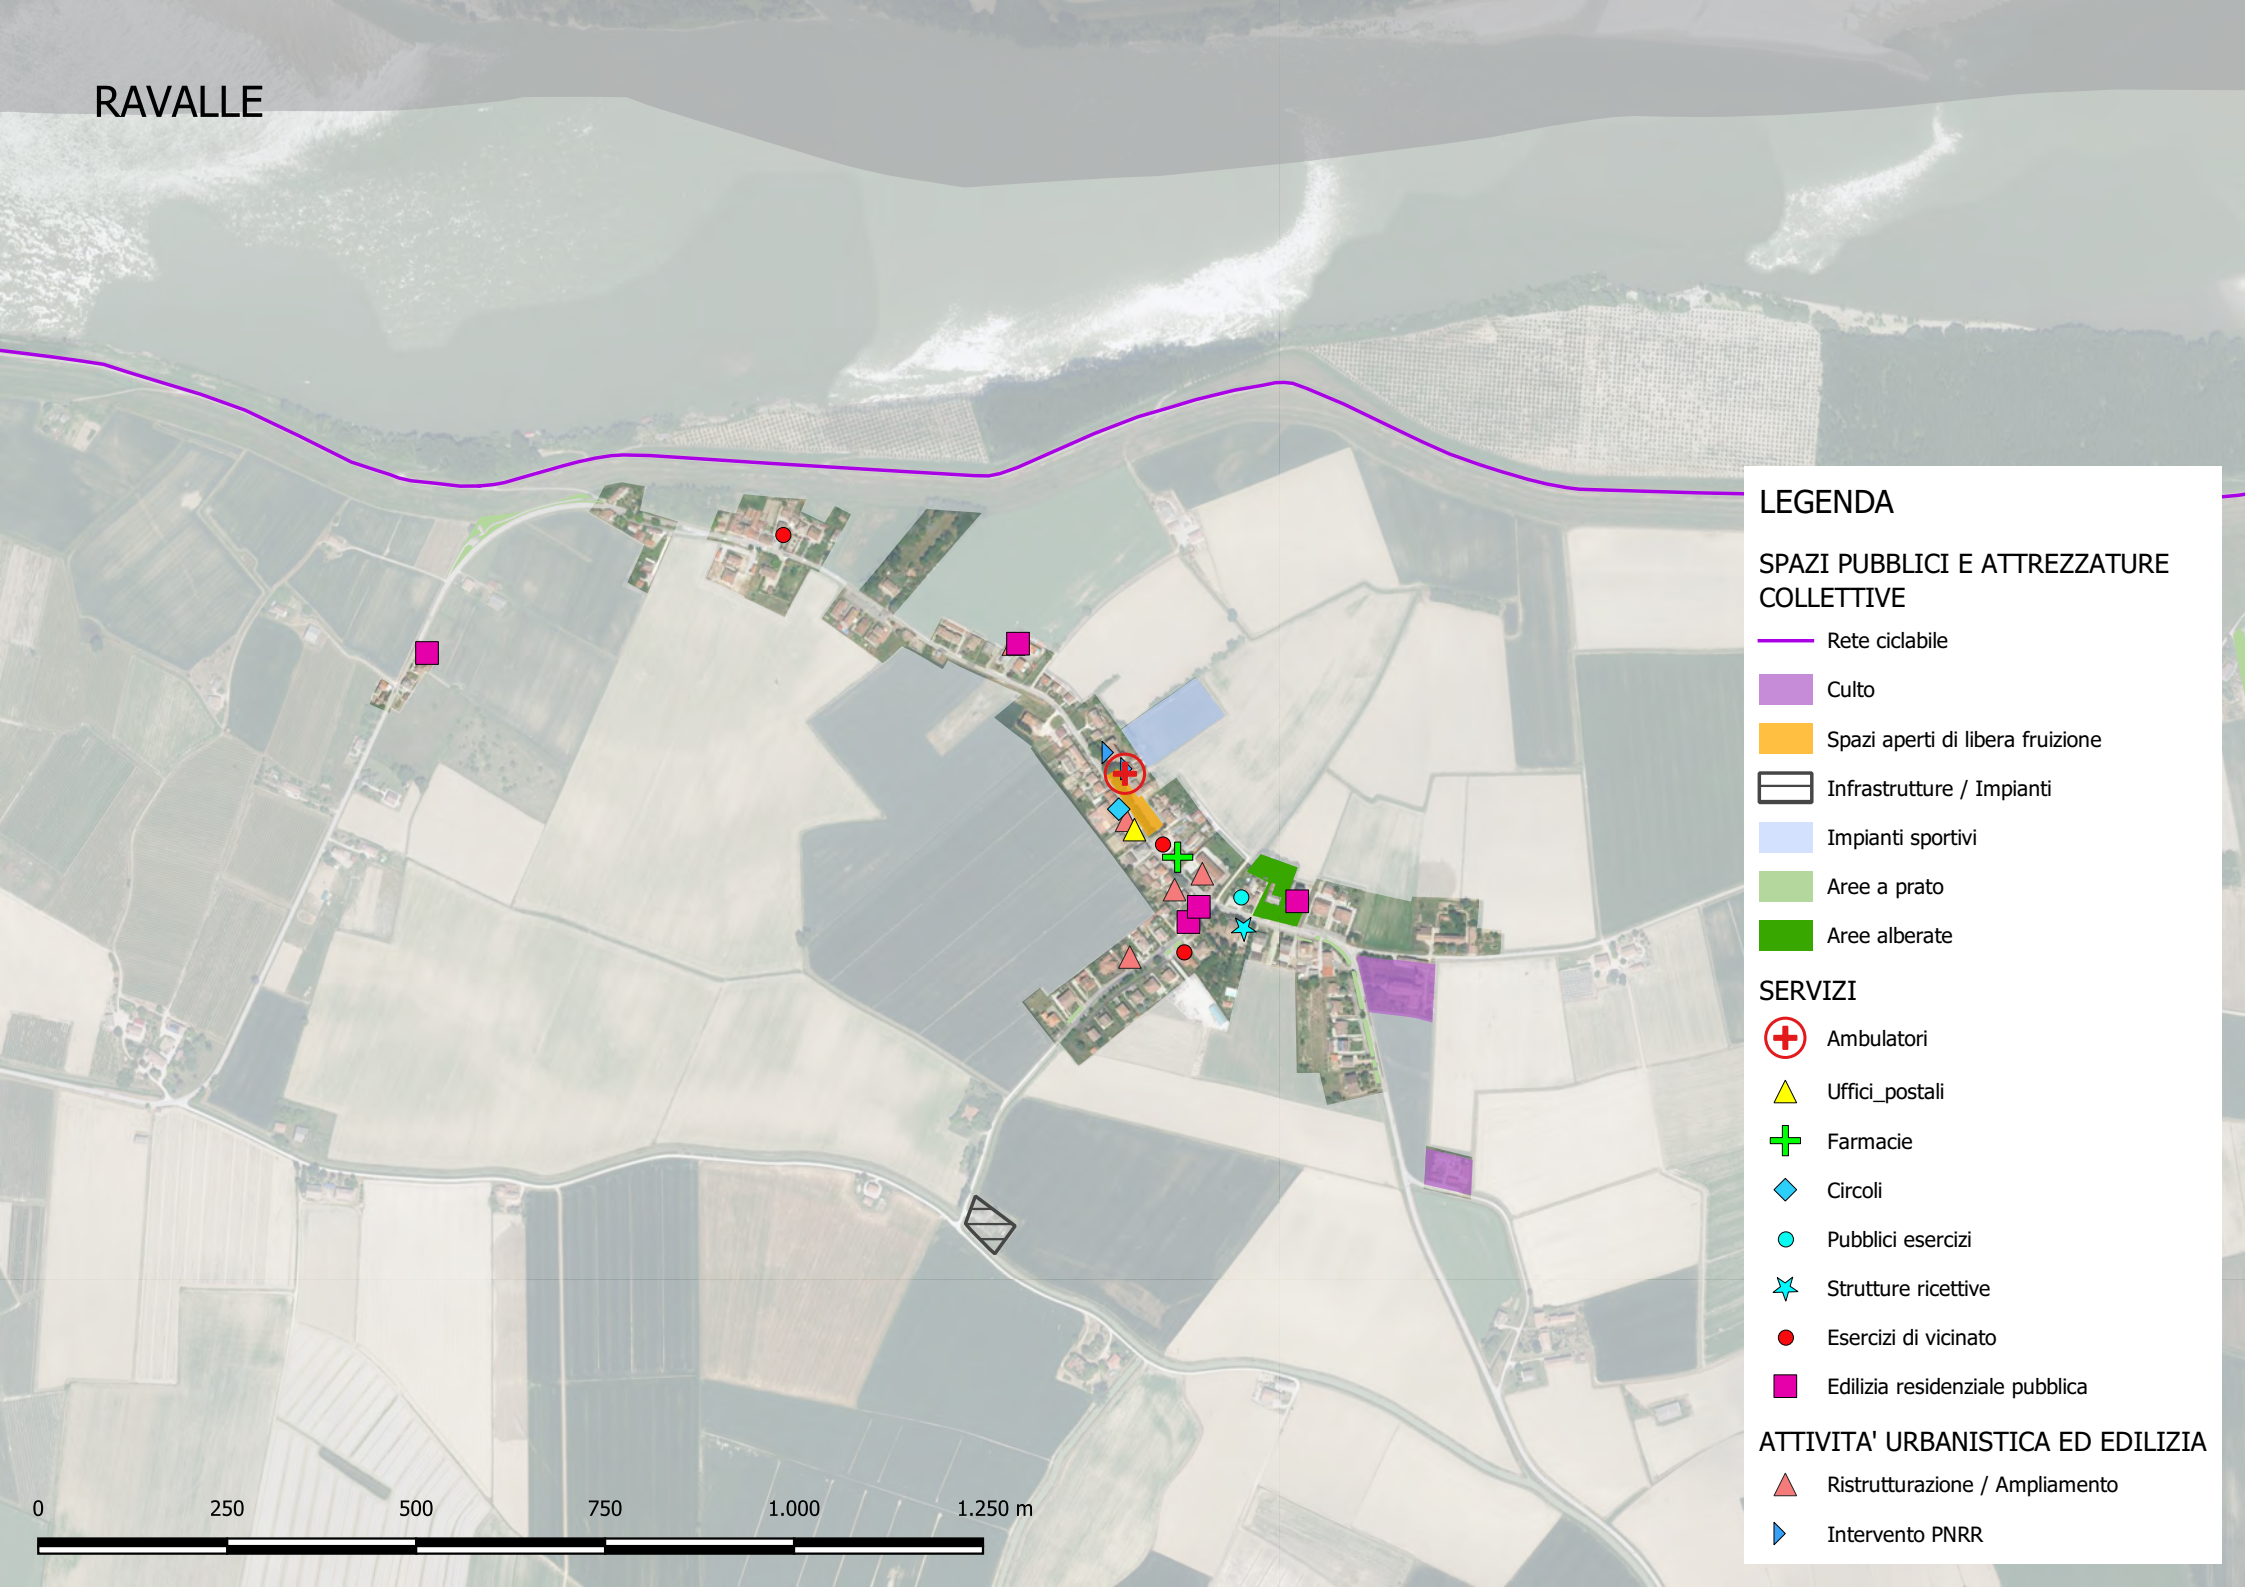 RAVALLE
LEGENDA
SPAZI PUBBLICI E ATTREZZATURE
COLLETTIVE
Rete ciclabile
Culto
Spazi aperti di libera fruizione
Infrastrutture / Impianti
Impianti sportivi
Aree a prato
Aree alberate
SERVIZI
Ambulatori
Uffici_postali
Farmacie
Circoli
Pubblici esercizi
Strutture ricettive
Esercizi di vicinato
Edilizia residenziale pubblica
ATTIVITA' URBANISTICA ED EDILIZIA
Ristrutturazione / Ampliamento
Intervento PNRR
0 250 500 750 1.000 1.250 m